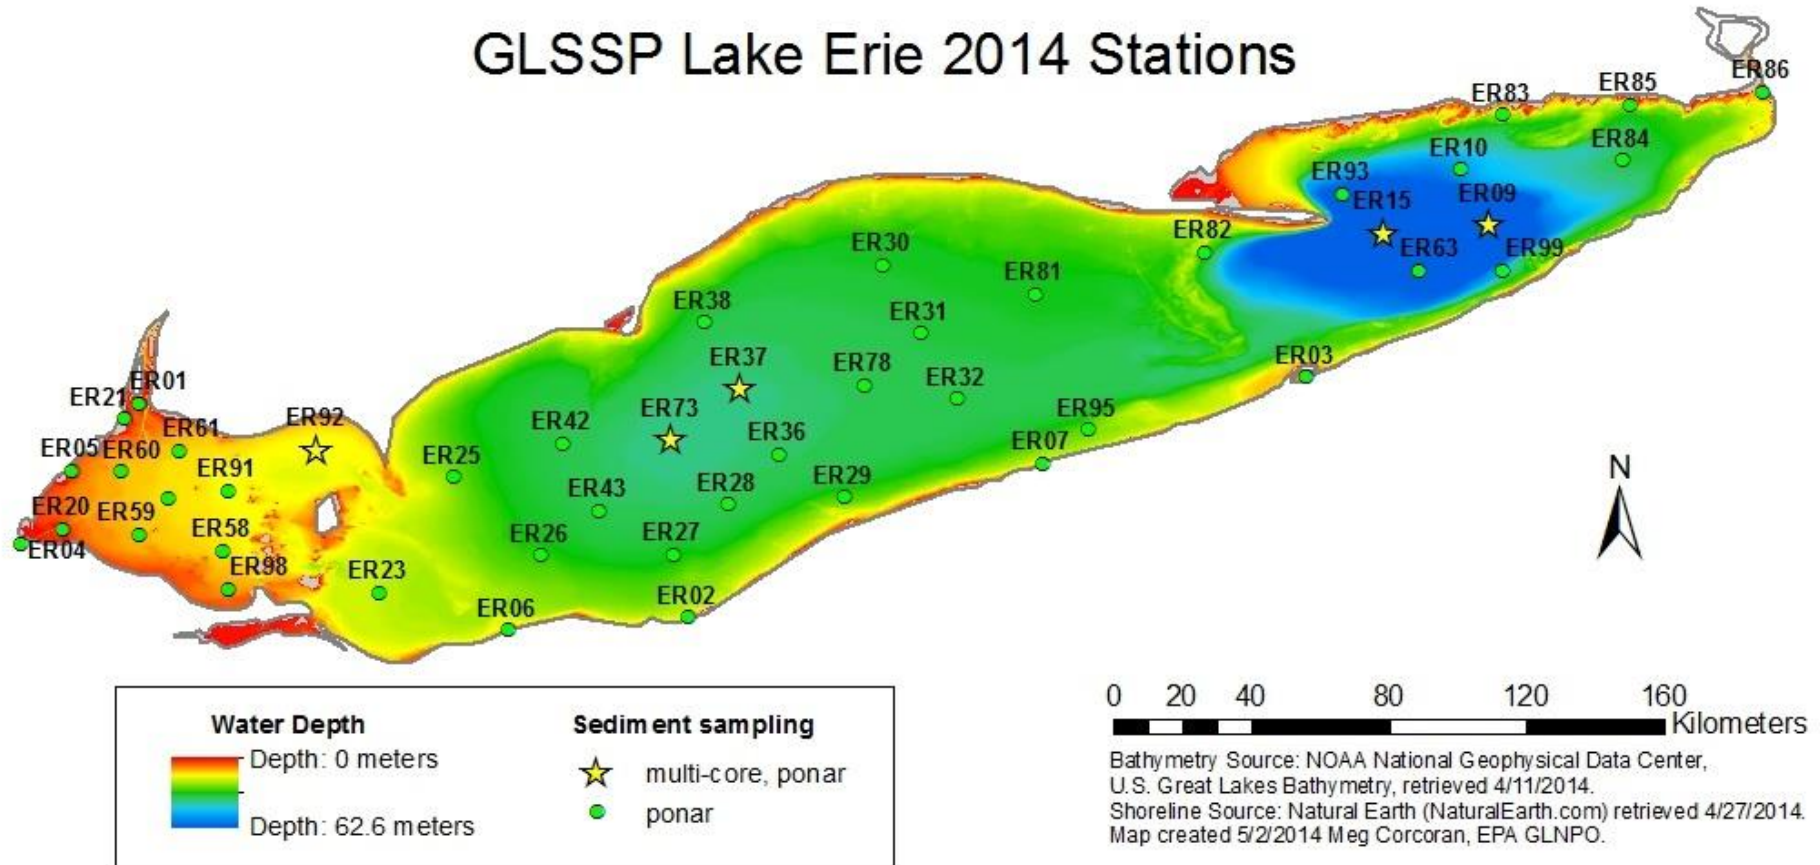 GLSSP Lake Erie 2014 Stations
ER86
ER83
ER85
ER84
ER10
ER93
ER15
ER09
ER82
ER63
ER99
ER30
ER81
ER38
ER31
ER37
ER78
ER03
ER32
ER01
ER21
ER92
ER73
ER42
ER95
ER61
ER36
ER07
ER05
ER60
ER25
ER91
ER29
ER43
ER28
ER20
ER59
ER58
ER26
ER27
ER04
ER98
ER23
ER06
ER02
N
Water Depth
Depth: 0 meters
Depth: 62.6 meters
Sediment sampling
multi-core, ponar
ponar
0 20 40 80 120 160
Kilometers
Bathymetry Source: NOAA National Geophysical Data Center,
U.S. Great Lakes Bathymetry, retrieved 4/11/2014.
Shoreline Source: Natural Earth (NaturalEarth.com) retrieved 4/27/2014.
Map created 5/2/2014 Meg Corcoran, EPA GLNPO.